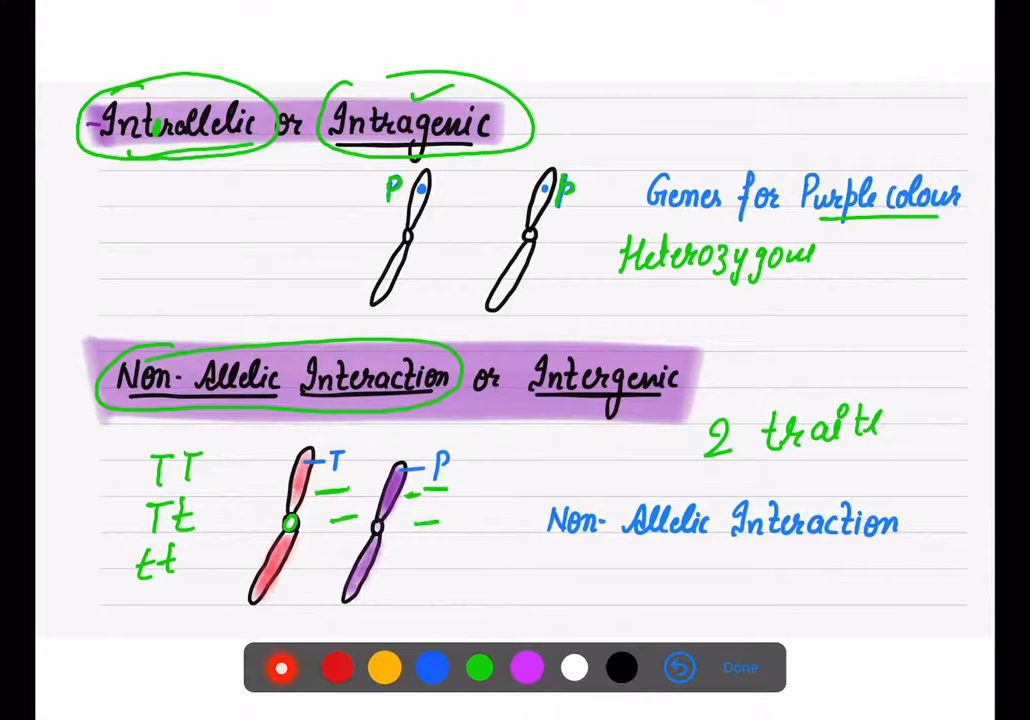 Interallelic or Intragenic
P p Genes for Purple colour
Heterozygous
Non-Allelic Interaction or Intergenic
2 traits
TT T P
Tt Non-Allelic Interaction
tt
Done